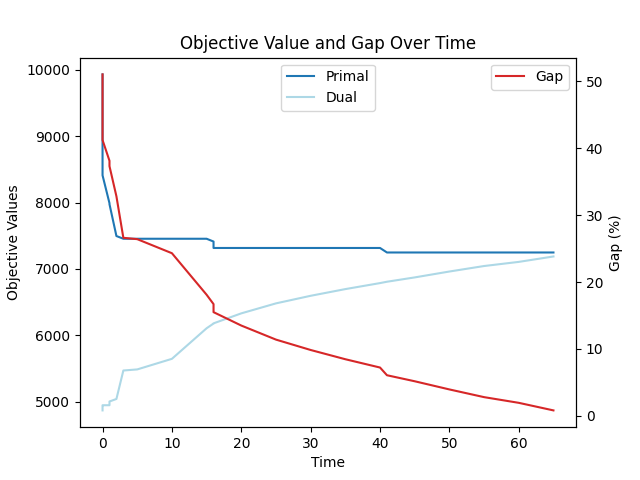 Objective Value and Gap Over Time
Primal
Dual
Gap
Objective Values
10000
9000
8000
7000
6000
5000
Gap (%)
50
40
30
20
10
0
0 10 20 30 40 50 60
Time